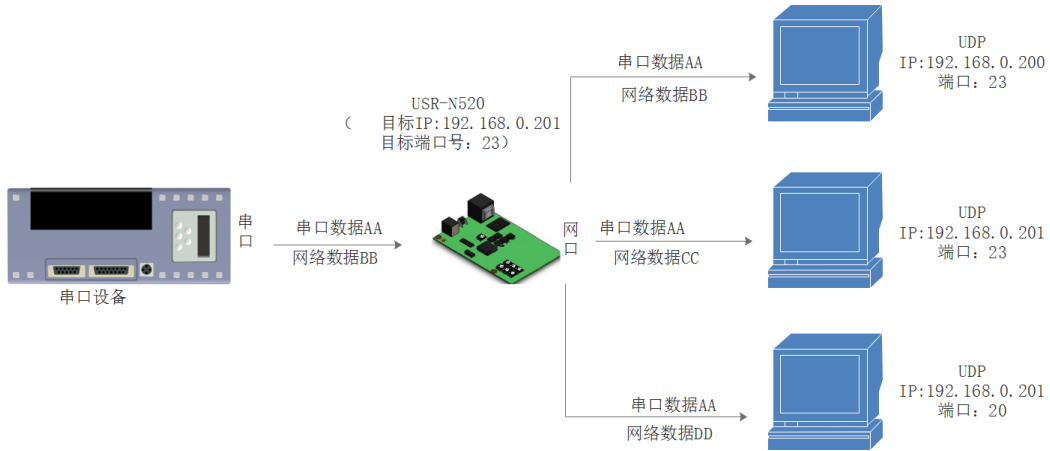 串口设备
串口
串口数据AA
网络数据BB
USR-N520
( 目标IP:192.168.0.201
目标端口号: 23)
网口
串口数据AA
网络数据BB
UDP
IP:192.168.0.200
端口: 23
串口数据AA
网络数据CC
UDP
IP:192.168.0.201
端口: 23
串口数据AA
网络数据DD
UDP
IP:192.168.0.201
端口: 20